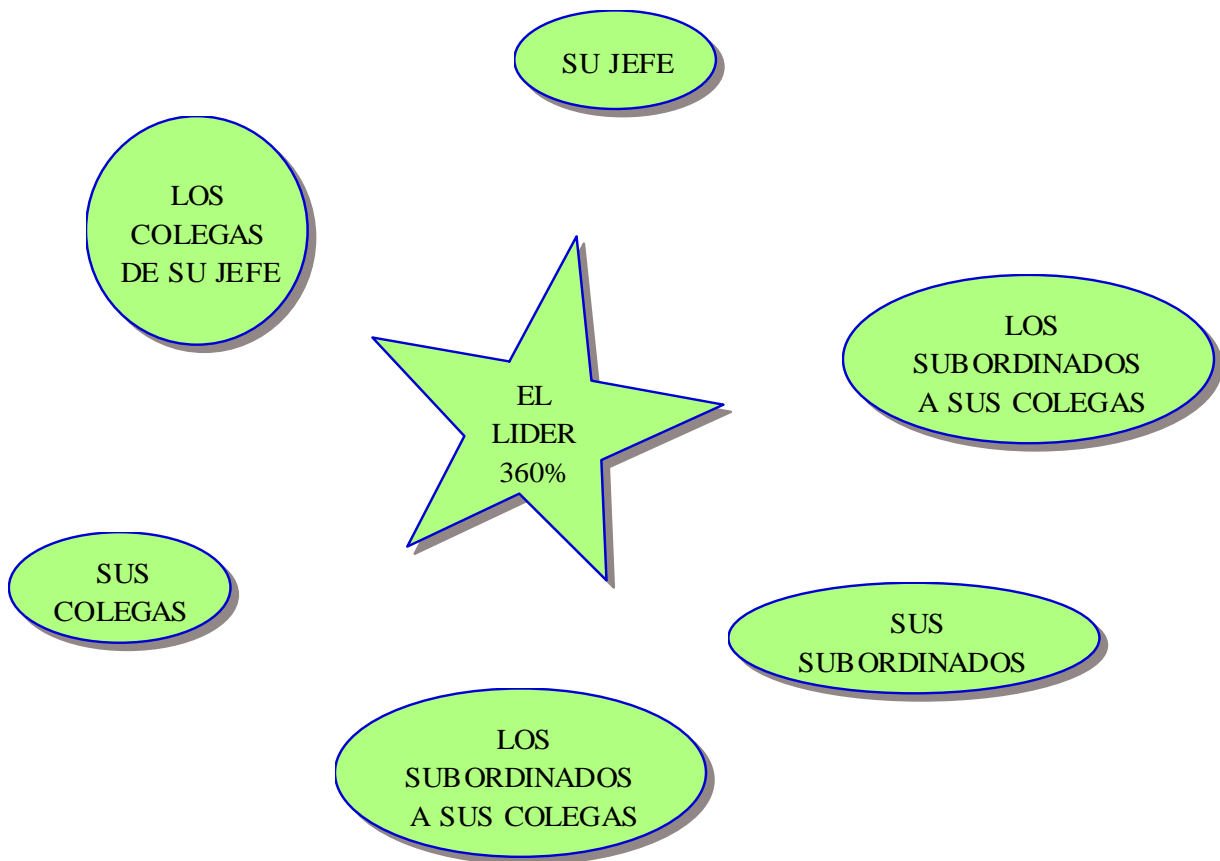 SU JEFE
LOS
COLEGAS
DE SU JEFE
LOS
SUBORDINADOS
A SUS COLEGAS
EL
LIDER
360%
SUS
COLEGAS
SUS
SUBORDINADOS
LOS
SUBORDINADOS
A SUS COLEGAS